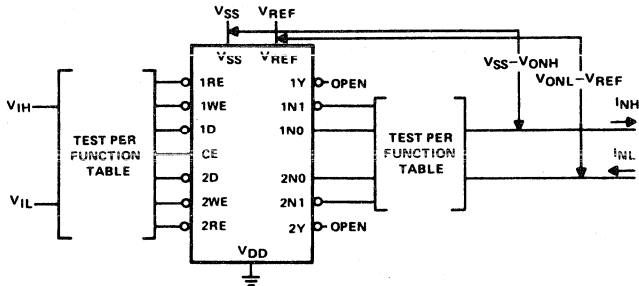 VSS VREF
VSS VREF
VSS–VONH
VONL–VREF
INH
INL
VIH
VIL
TEST PER
FUNCTION
TABLE
1RE
1WE
1D
CE
2D
2WE
2RE
1Y
1N1
1N0
2N0
2N1
2Y
OPEN
OPEN
VDD
TEST PER
FUNCTION
TABLE